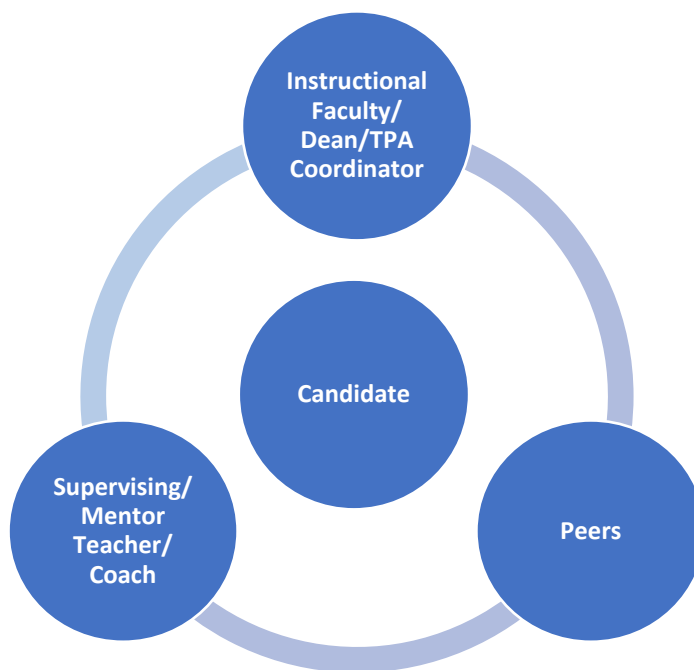 Instructional
Faculty/
Dean/TPA
Coordinator
Candidate
Supervising/
Mentor
Teacher/
Coach
Peers